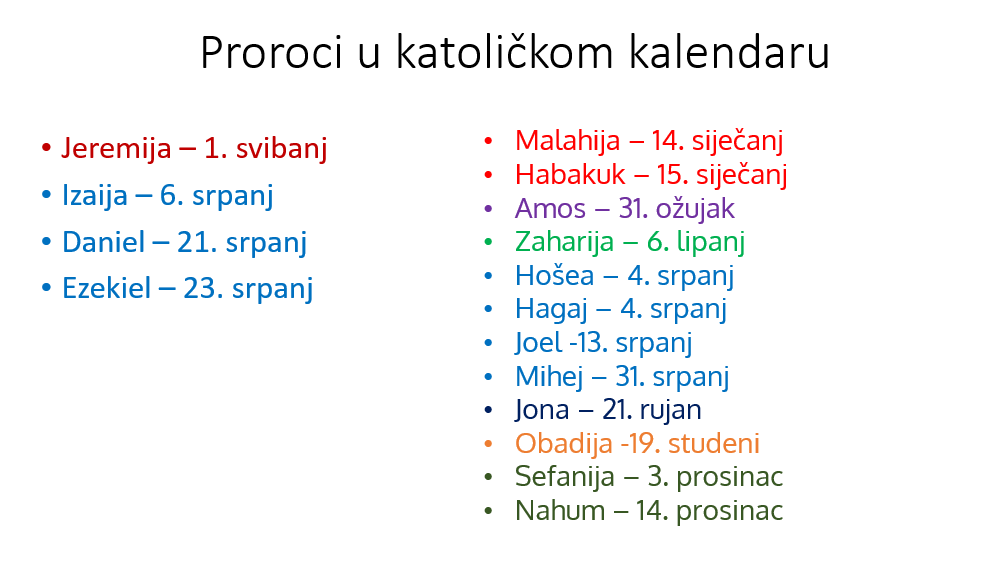 Proroci u katoličkom kalendaru
• Jeremija – 1. svibanj
• Izaija – 6. srpanj
• Daniel – 21. srpanj
• Ezekiel – 23. srpanj
• Malahija – 14. siječanj
• Habakuk – 15. siječanj
• Amos – 31. ožujak
• Zaharija – 6. lipanj
• Hošea – 4. srpanj
• Hagaj – 4. srpanj
• Joel -13. srpanj
• Mihej – 31. srpanj
• Jona – 21. rujan
• Obadija -19. studeni
• Sefanija – 3. prosinac
• Nahum – 14. prosinac